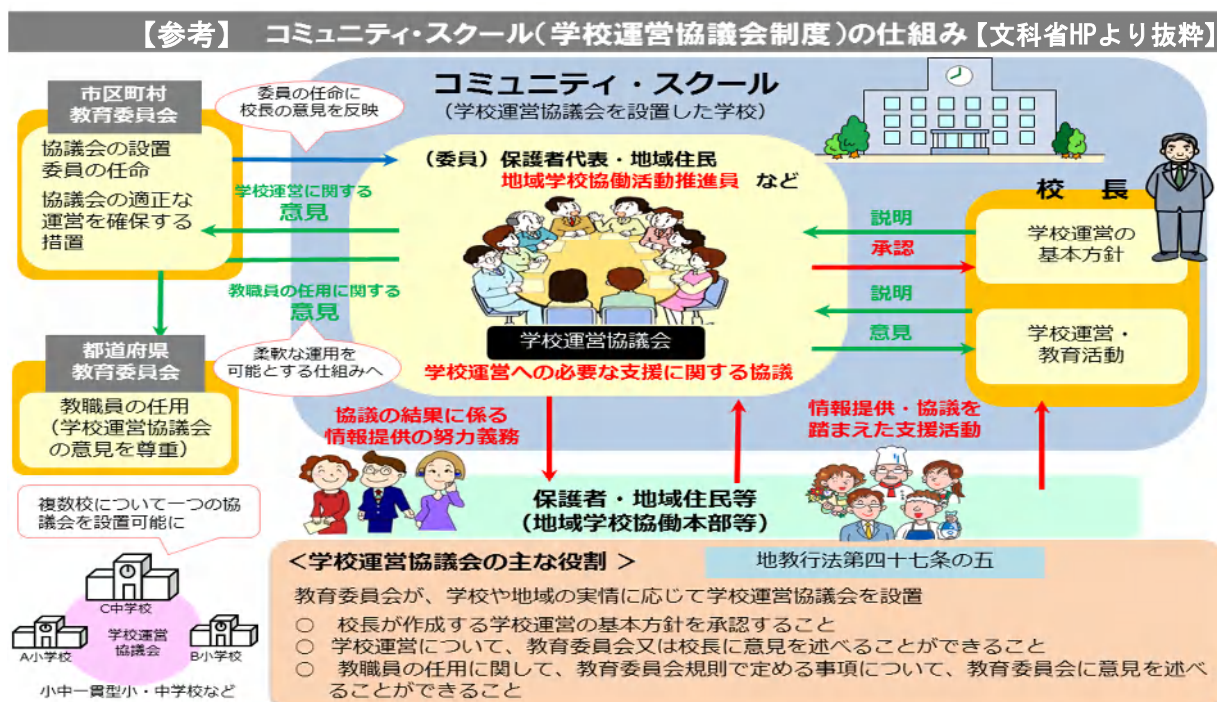 【参考】 コミュニティ・スクール(学校運営協議会制度)の仕組み【文科省HPより抜粋】
市区町村
教育委員会
協議会の設置
委員の任命
協議会の適正な
運営を確保する
措置
委員の任命に
校長の意見を反映
コミュニティ・スクール
(学校運営協議会を設置した学校)
(委員)保護者代表・地域住民
地域学校協働活動推進員 など
学校運営に関する
意見
教職員の任用に関する
意見
柔軟な運用を
可能とする仕組みへ
学校運営協議会
学校運営への必要な支援に関する協議
校 長
説明
承認
学校運営の
基本方針
説明
意見
学校運営・
教育活動
都道府県
教育委員会
教職員の任用
(学校運営協議会
の意見を尊重)
協議の結果に係る
情報提供の努力義務
情報提供・協議を
踏まえた支援活動
保護者・地域住民等
(地域学校協働本部等)
複数校について一つの協
議会を設置可能に
C中学校
学校運営
協議会
A小学校
B小学校
小中一貫型小・中学校など
<学校運営協議会の主な役割 >
地教行法第四十七条の五
教育委員会が、学校や地域の実情に応じて学校運営協議会を設置
○ 校長が作成する学校運営の基本方針を承認すること
○ 学校運営について、教育委員会又は校長に意見を述べることができること
○ 教職員の任用に関して、教育委員会規則で定める事項について、教育委員会に意見を述べ
ることができること